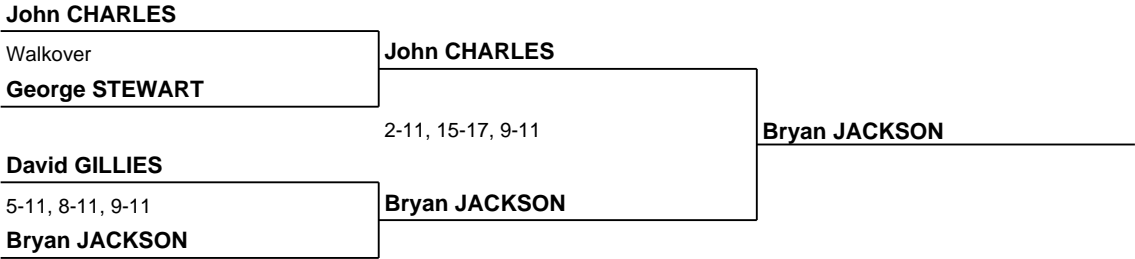 John CHARLES
Walkover
George STEWART
John CHARLES
2-11, 15-17, 9-11
Bryan JACKSON
David GILLIES
5-11, 8-11, 9-11
Bryan JACKSON
Bryan JACKSON